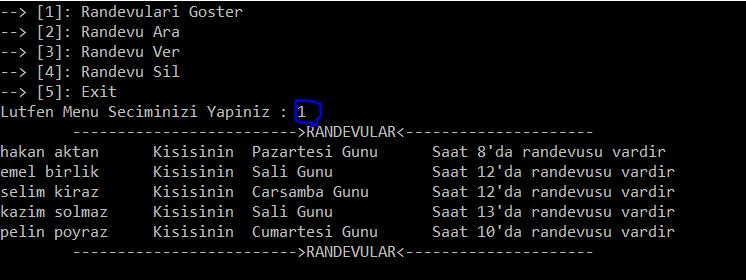 --> [1]: Randevulari Goster
--> [2]: Randevu Ara
--> [3]: Randevu Ver
--> [4]: Randevu Sil
--> [5]: Exit
Lutfen Menu Seciminizi Yapiniz : 1
------------------------->RANDEVULAR<---------------------
hakan aktan Kisisinin Pazartesi Gunu Saat 8'da randevusu vardir
emel birlik Kisisinin Sali Gunu Saat 12'da randevusu vardir
selim kiraz Kisisinin Carsamba Gunu Saat 12'da randevusu vardir
kazim solmaz Kisisinin Sali Gunu Saat 13'da randevusu vardir
pelin poyraz Kisisinin Cumartesi Gunu Saat 10'da randevusu vardir
------------------------->RANDEVULAR<---------------------